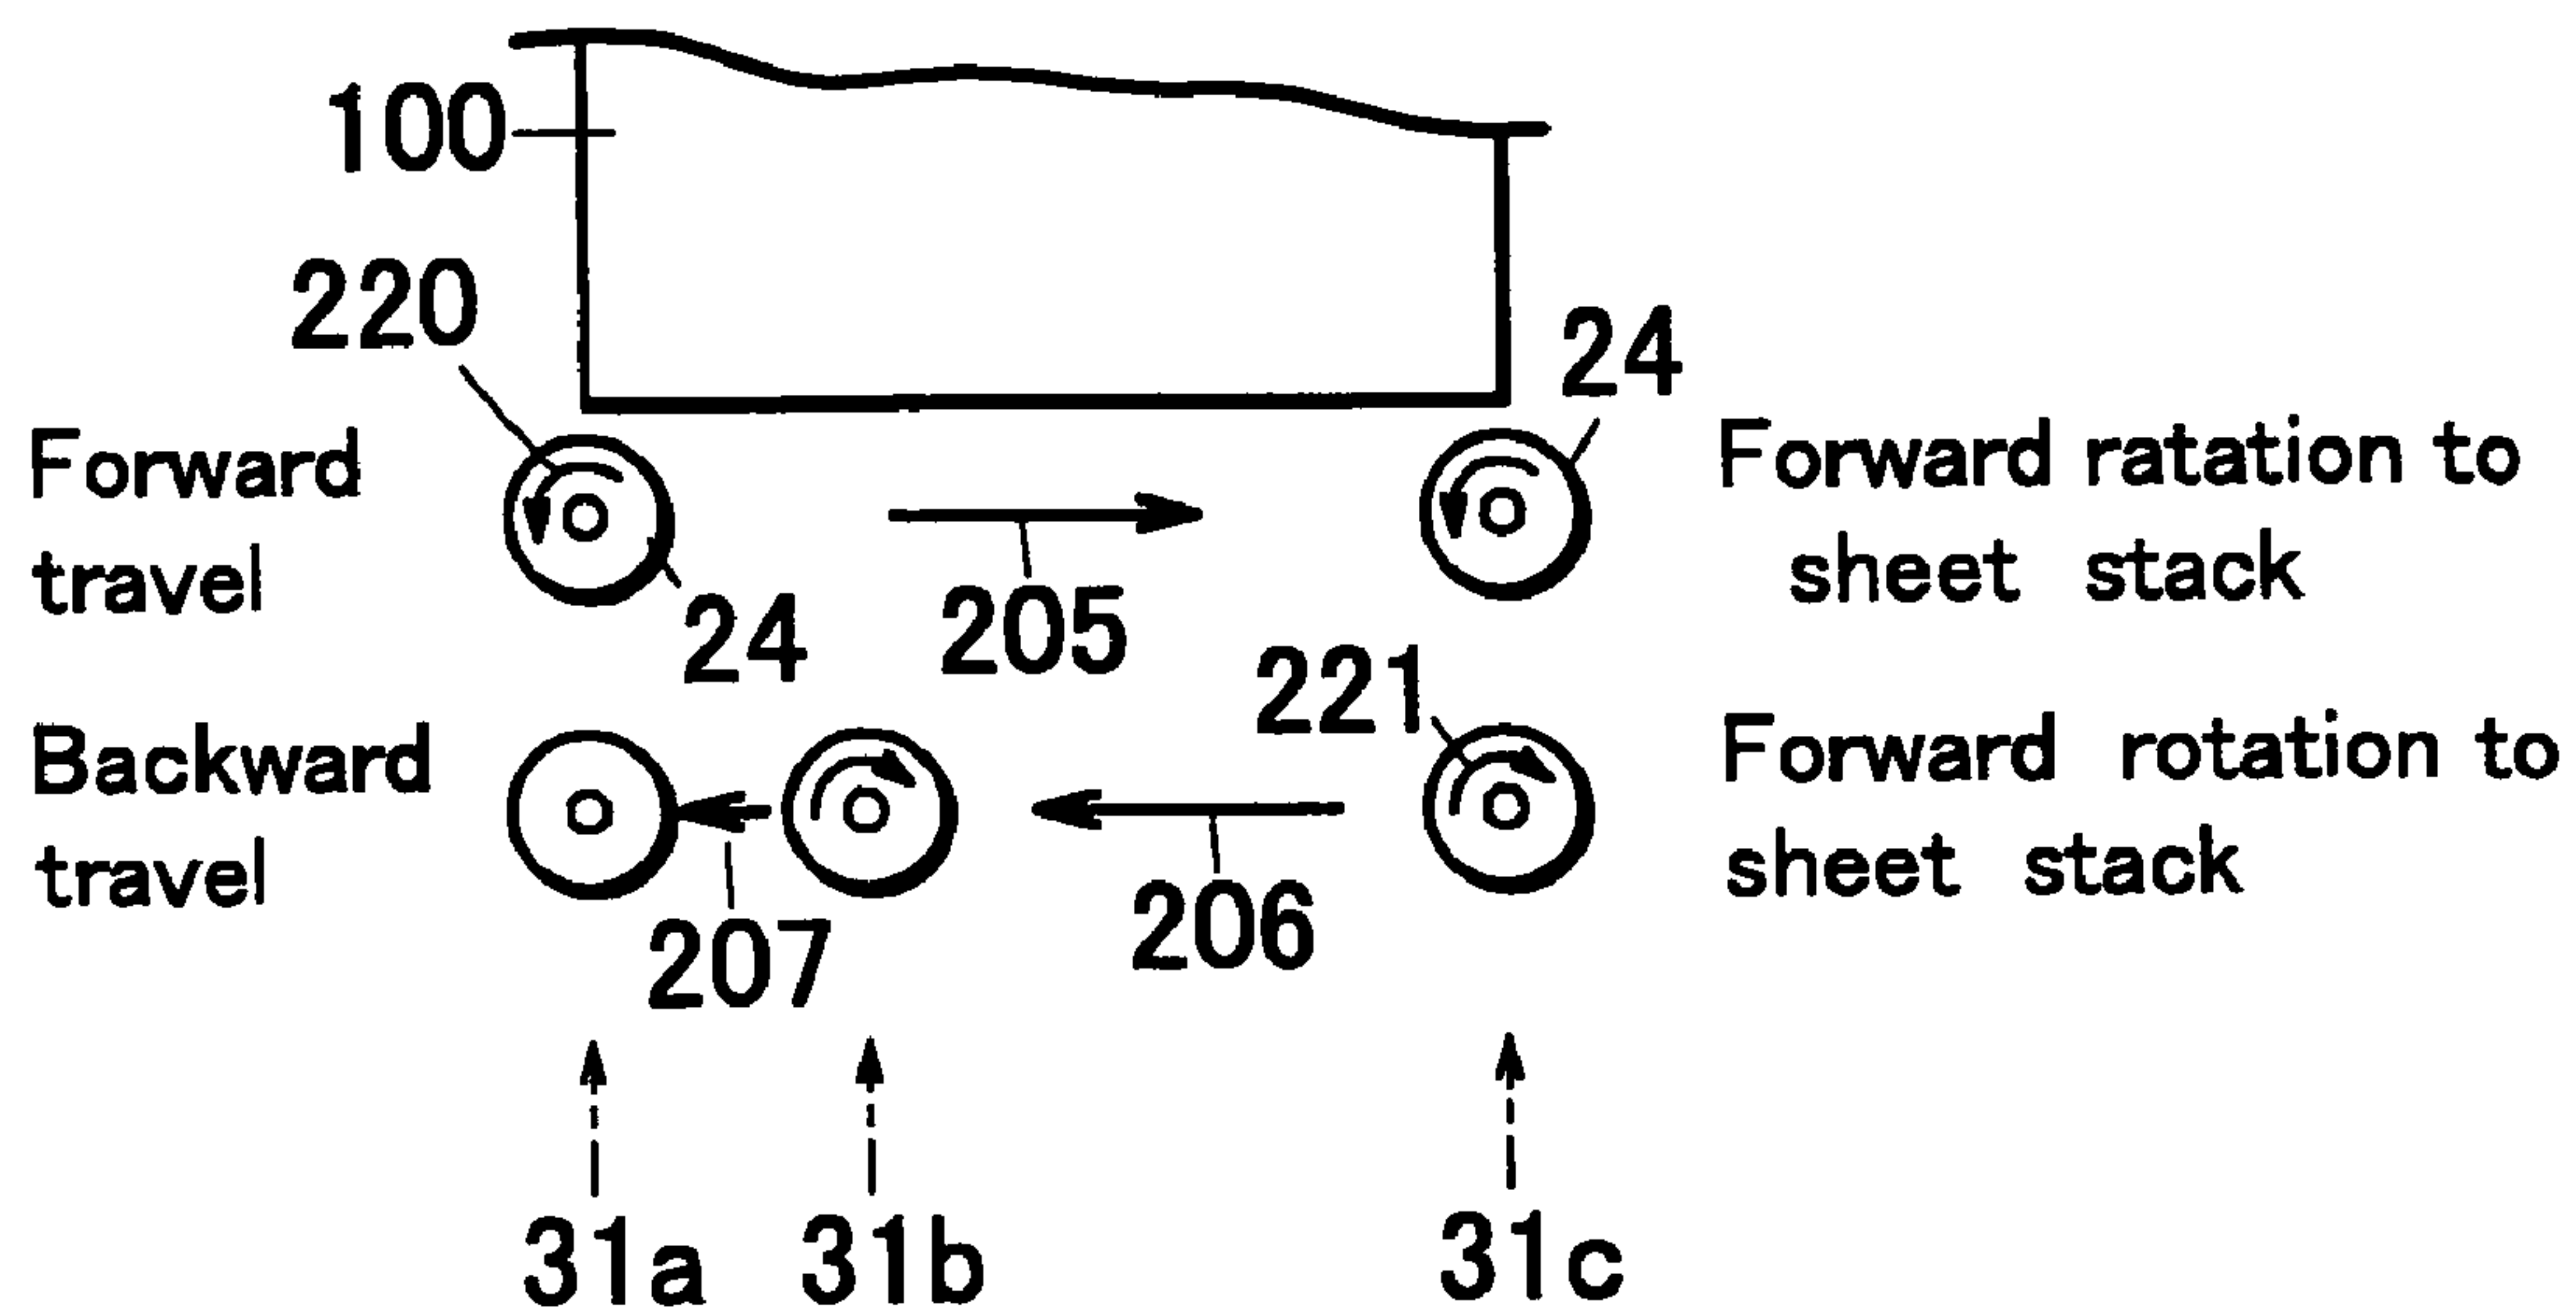 100
220
24
Forward
travel
Forward ratation to
sheet stack
24
205
221
Backward
travel
Forward rotation to
sheet stack
207
206
31a
31b
31c